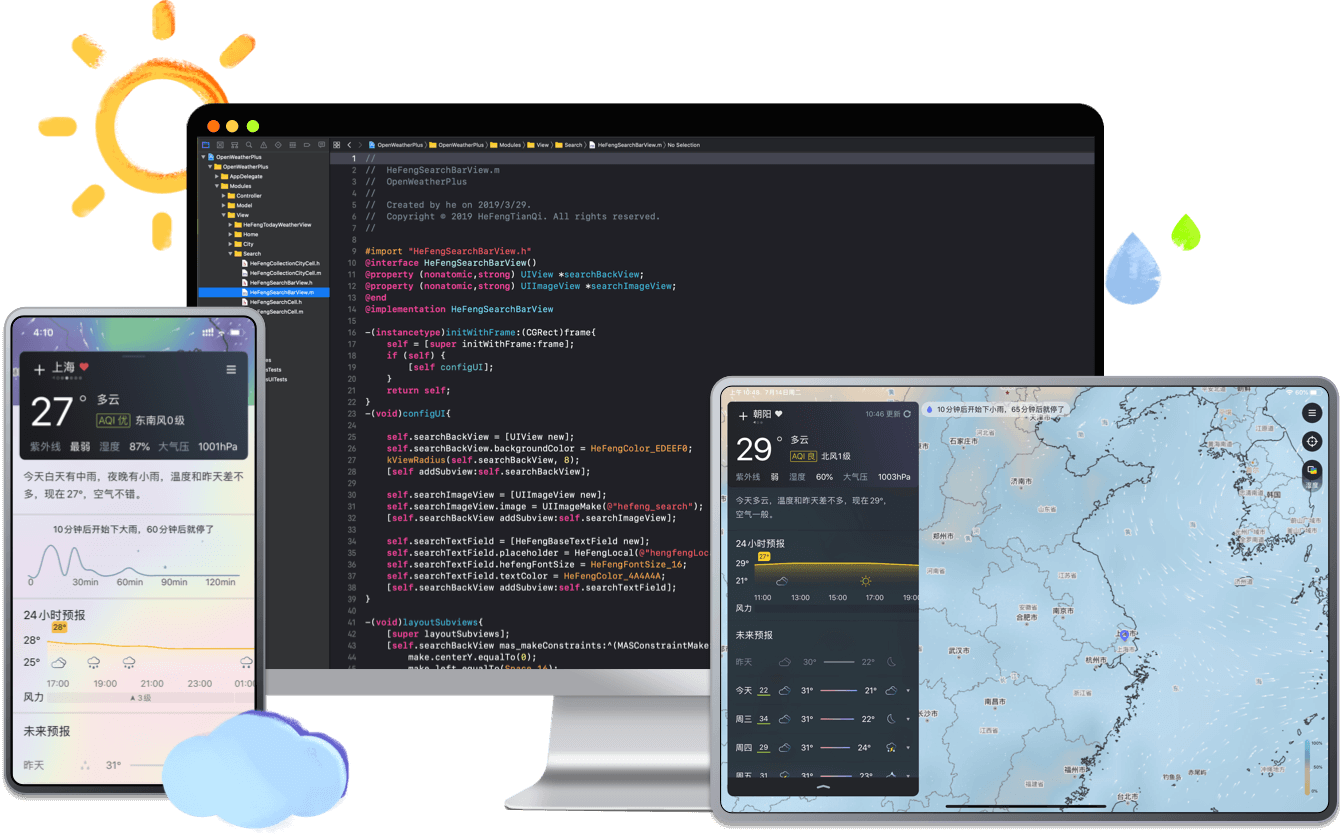 OpenWeatherPlus
OpenWeatherPlus
AppDelegate
Modules
Controller
Model
View
HeFengTodayWeatherView
Home
City
Search
HeFengCollectionCityCell.h
HeFengCollectionCityCell.m
HeFengSearchBarView.h
HeFengSearchBarView.m
HeFengSearchCell.h
SearchCell.m
OpenWeatherPlus 〉 OpenWeatherPlus 〉 Modules 〉 View 〉 Search 〉 HeFengSearchBarView.m 〉 No Selection
1 //
2 // HeFengSearchBarView.m
3 // OpenWeatherPlus
4 //
5 // Created by he on 2019/3/29.
6 // Copyright © 2019 HeFengTianQi. All rights reserved.
7 //
8
9 #import "HeFengSearchBarView.h"
10 @interface HeFengSearchBarView()
11 @property (nonatomic,strong) UIView *searchBackView;
12 @property (nonatomic,strong) UIImageView *searchImageView;
13 @end
14 @implementation HeFengSearchBarView
15
16 -(instancetype)initWithFrame:(CGRect)frame{
17 self = [super initWithFrame:frame];
18 if (self) {
19 [self configUI];
20 }
21 return self;
22 }
23 -(void)configUI{
24
25 self.searchBackView = [UIView new];
26 self.searchBackView.backgroundColor = HeFengColor_EDEEF0;
27 kViewRadius(self.searchBackView, 8);
28 [self addSubview:self.searchBackView];
29
30 self.searchImageView = [UIImageView new];
31 self.searchImageView.image = UIImageMake(@"hefeng_search");
32 [self.searchBackView addSubview:self.searchImageView];
33
34 self.searchTextField = [HeFengBaseTextField new];
35 self.searchTextField.placeholder = HeFengLocal(@"hengfengLoc
36 self.searchTextField.hefengFontSize = HeFengFontSize_16;
37 self.searchTextField.textColor = HeFengColor_4A4A4A;
38 [self.searchBackView addSubview:self.searchTextField];
39 }
40
41 -(void)layoutSubviews{
42 [super layoutSubviews];
43 [self.searchBackView mas_makeConstraints:^(MASConstraintMake
44 make.centerY.equalTo(0);
4:10
上海
27°
多云
AQI 优 东南风0级
紫外线 最弱 湿度 87% 大气压 1001hPa
今天白天有中雨，夜晚有小雨，温度和昨天差不
多，现在27°，空气不错。
10分钟后开始下大雨，60分钟后就停了
0 30min 60min 90min 120min
24小时预报
28° 26°
25°
17:00 19:00 21:00 23:00 01:00
风力 ▲3级
未来预报
昨天 31°
朝阳 10:46 更新
29°
多云
AQI 良 北风1级
紫外线 弱 湿度 60% 大气压 1003hPa
今天多云，温度和昨天差不多，现在29°，
空气一般。
24小时预报
29° 27°
21°
11:00 13:00 15:00 17:00 19:00
风力
未来预报
昨天 30° 22°
今天 22 31° 21°
周三 34 31° 22°
周四 29 31° 24°
周五 31 31° 23°
10分钟后开始下小雨，65分钟后就停了
石家庄市
河北省
济南市
山东省
郑州市
河南省
江苏省
安徽省
合肥市
南京市
上海市
上海市
武汉市
杭州市
浙江省
南昌市
长沙市
江西省
福州市
福建省
台北市
钓鱼岛
赤尾屿
韩国
100%
50%
0%